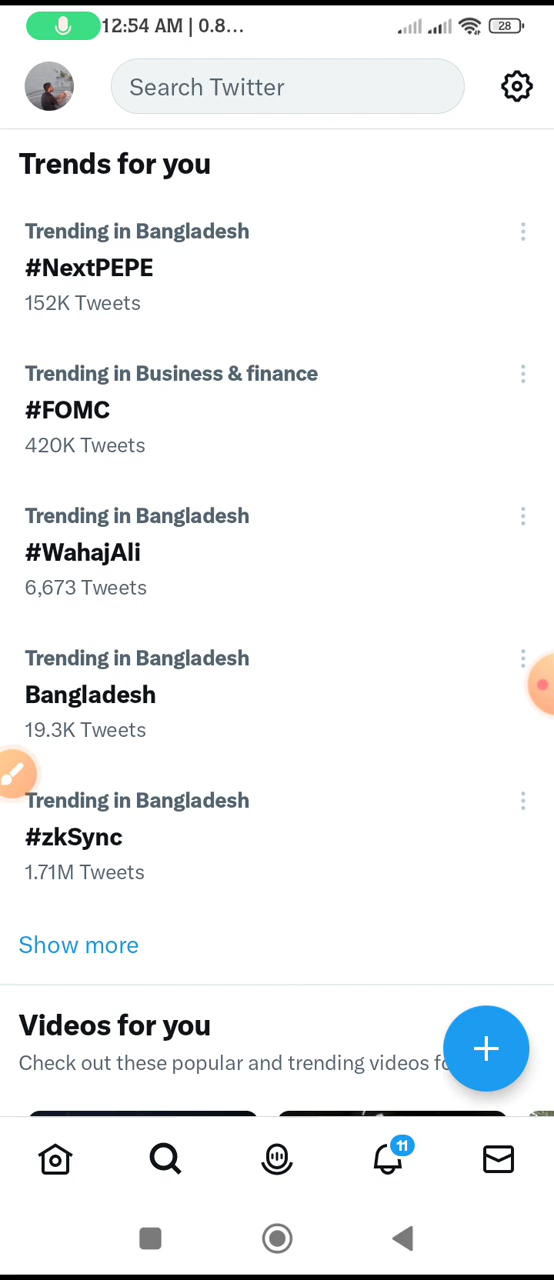 12:54 AM | 0.8...
28
Search Twitter
Trends for you
Trending in Bangladesh
#NextPEPE
152K Tweets
Trending in Business & finance
#FOMC
420K Tweets
Trending in Bangladesh
#WahajAli
6,673 Tweets
Trending in Bangladesh
Bangladesh
19.3K Tweets
Trending in Bangladesh
#zkSync
1.71M Tweets
Show more
Videos for you
Check out these popular and trending videos fo
11